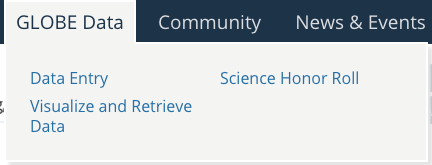 GLOBE Data Community News & Events
Data Entry Science Honor Roll
Visualize and Retrieve
Data